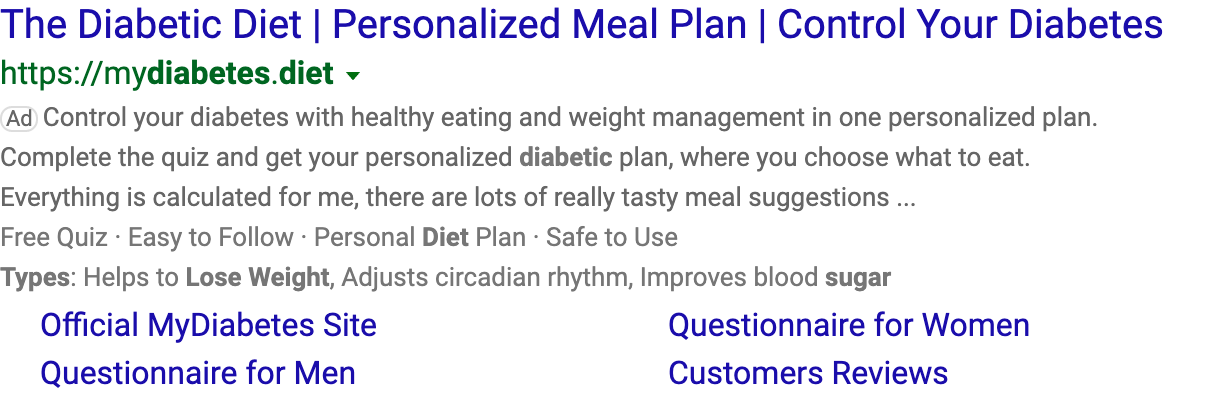 The Diabetic Diet | Personalized Meal Plan | Control Your Diabetes
https://mydiabetes.diet
Ad Control your diabetes with healthy eating and weight management in one personalized plan.
Complete the quiz and get your personalized diabetic plan, where you choose what to eat.
Everything is calculated for me, there are lots of really tasty meal suggestions ...
Free Quiz · Easy to Follow · Personal Diet Plan · Safe to Use
Types: Helps to Lose Weight, Adjusts circadian rhythm, Improves blood sugar
Official MyDiabetes Site Questionnaire for Women
Questionnaire for Men Customers Reviews